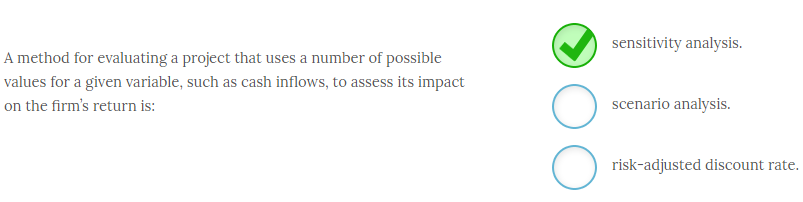 A method for evaluating a project that uses a number of possible
values for a given variable, such as cash inflows, to assess its impact
on the firm's return is:
sensitivity analysis.
scenario analysis.
risk-adjusted discount rate.